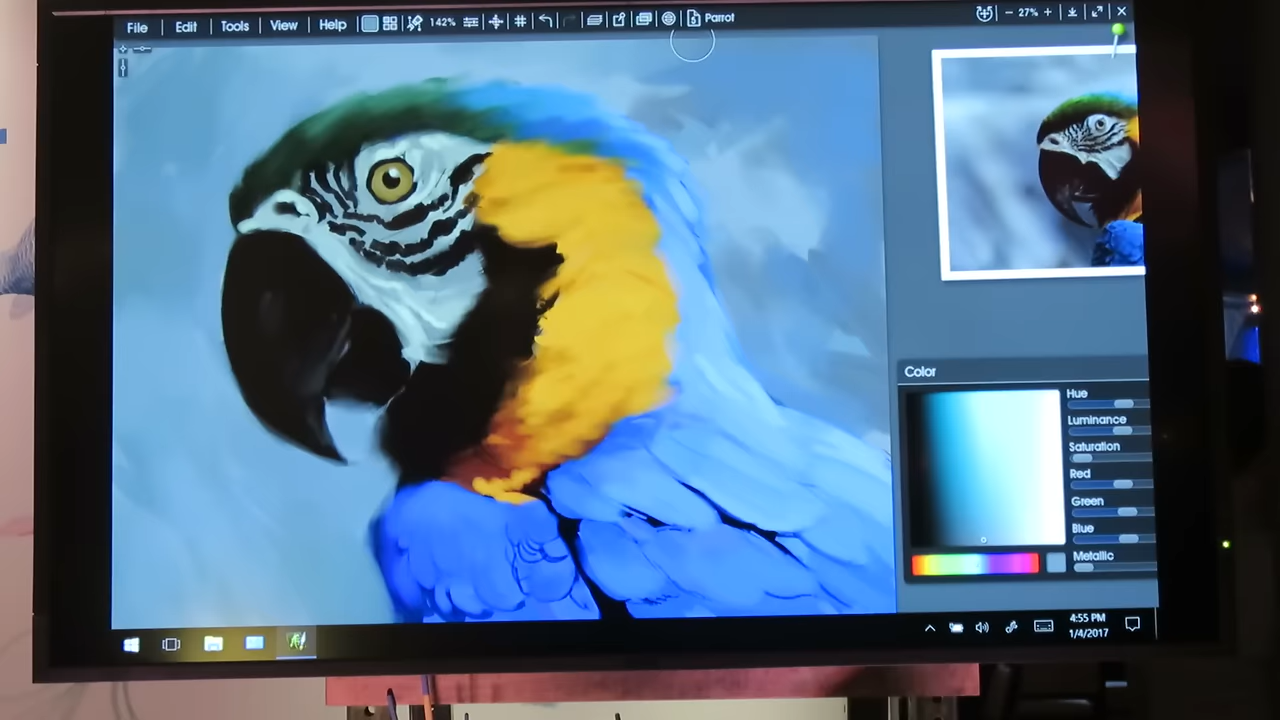 File Edit Tools View Help 142% Parrot 27%
Color
Hue
Luminance
Saturation
Red
Green
Blue
Metallic
4:55 PM
1/4/2017